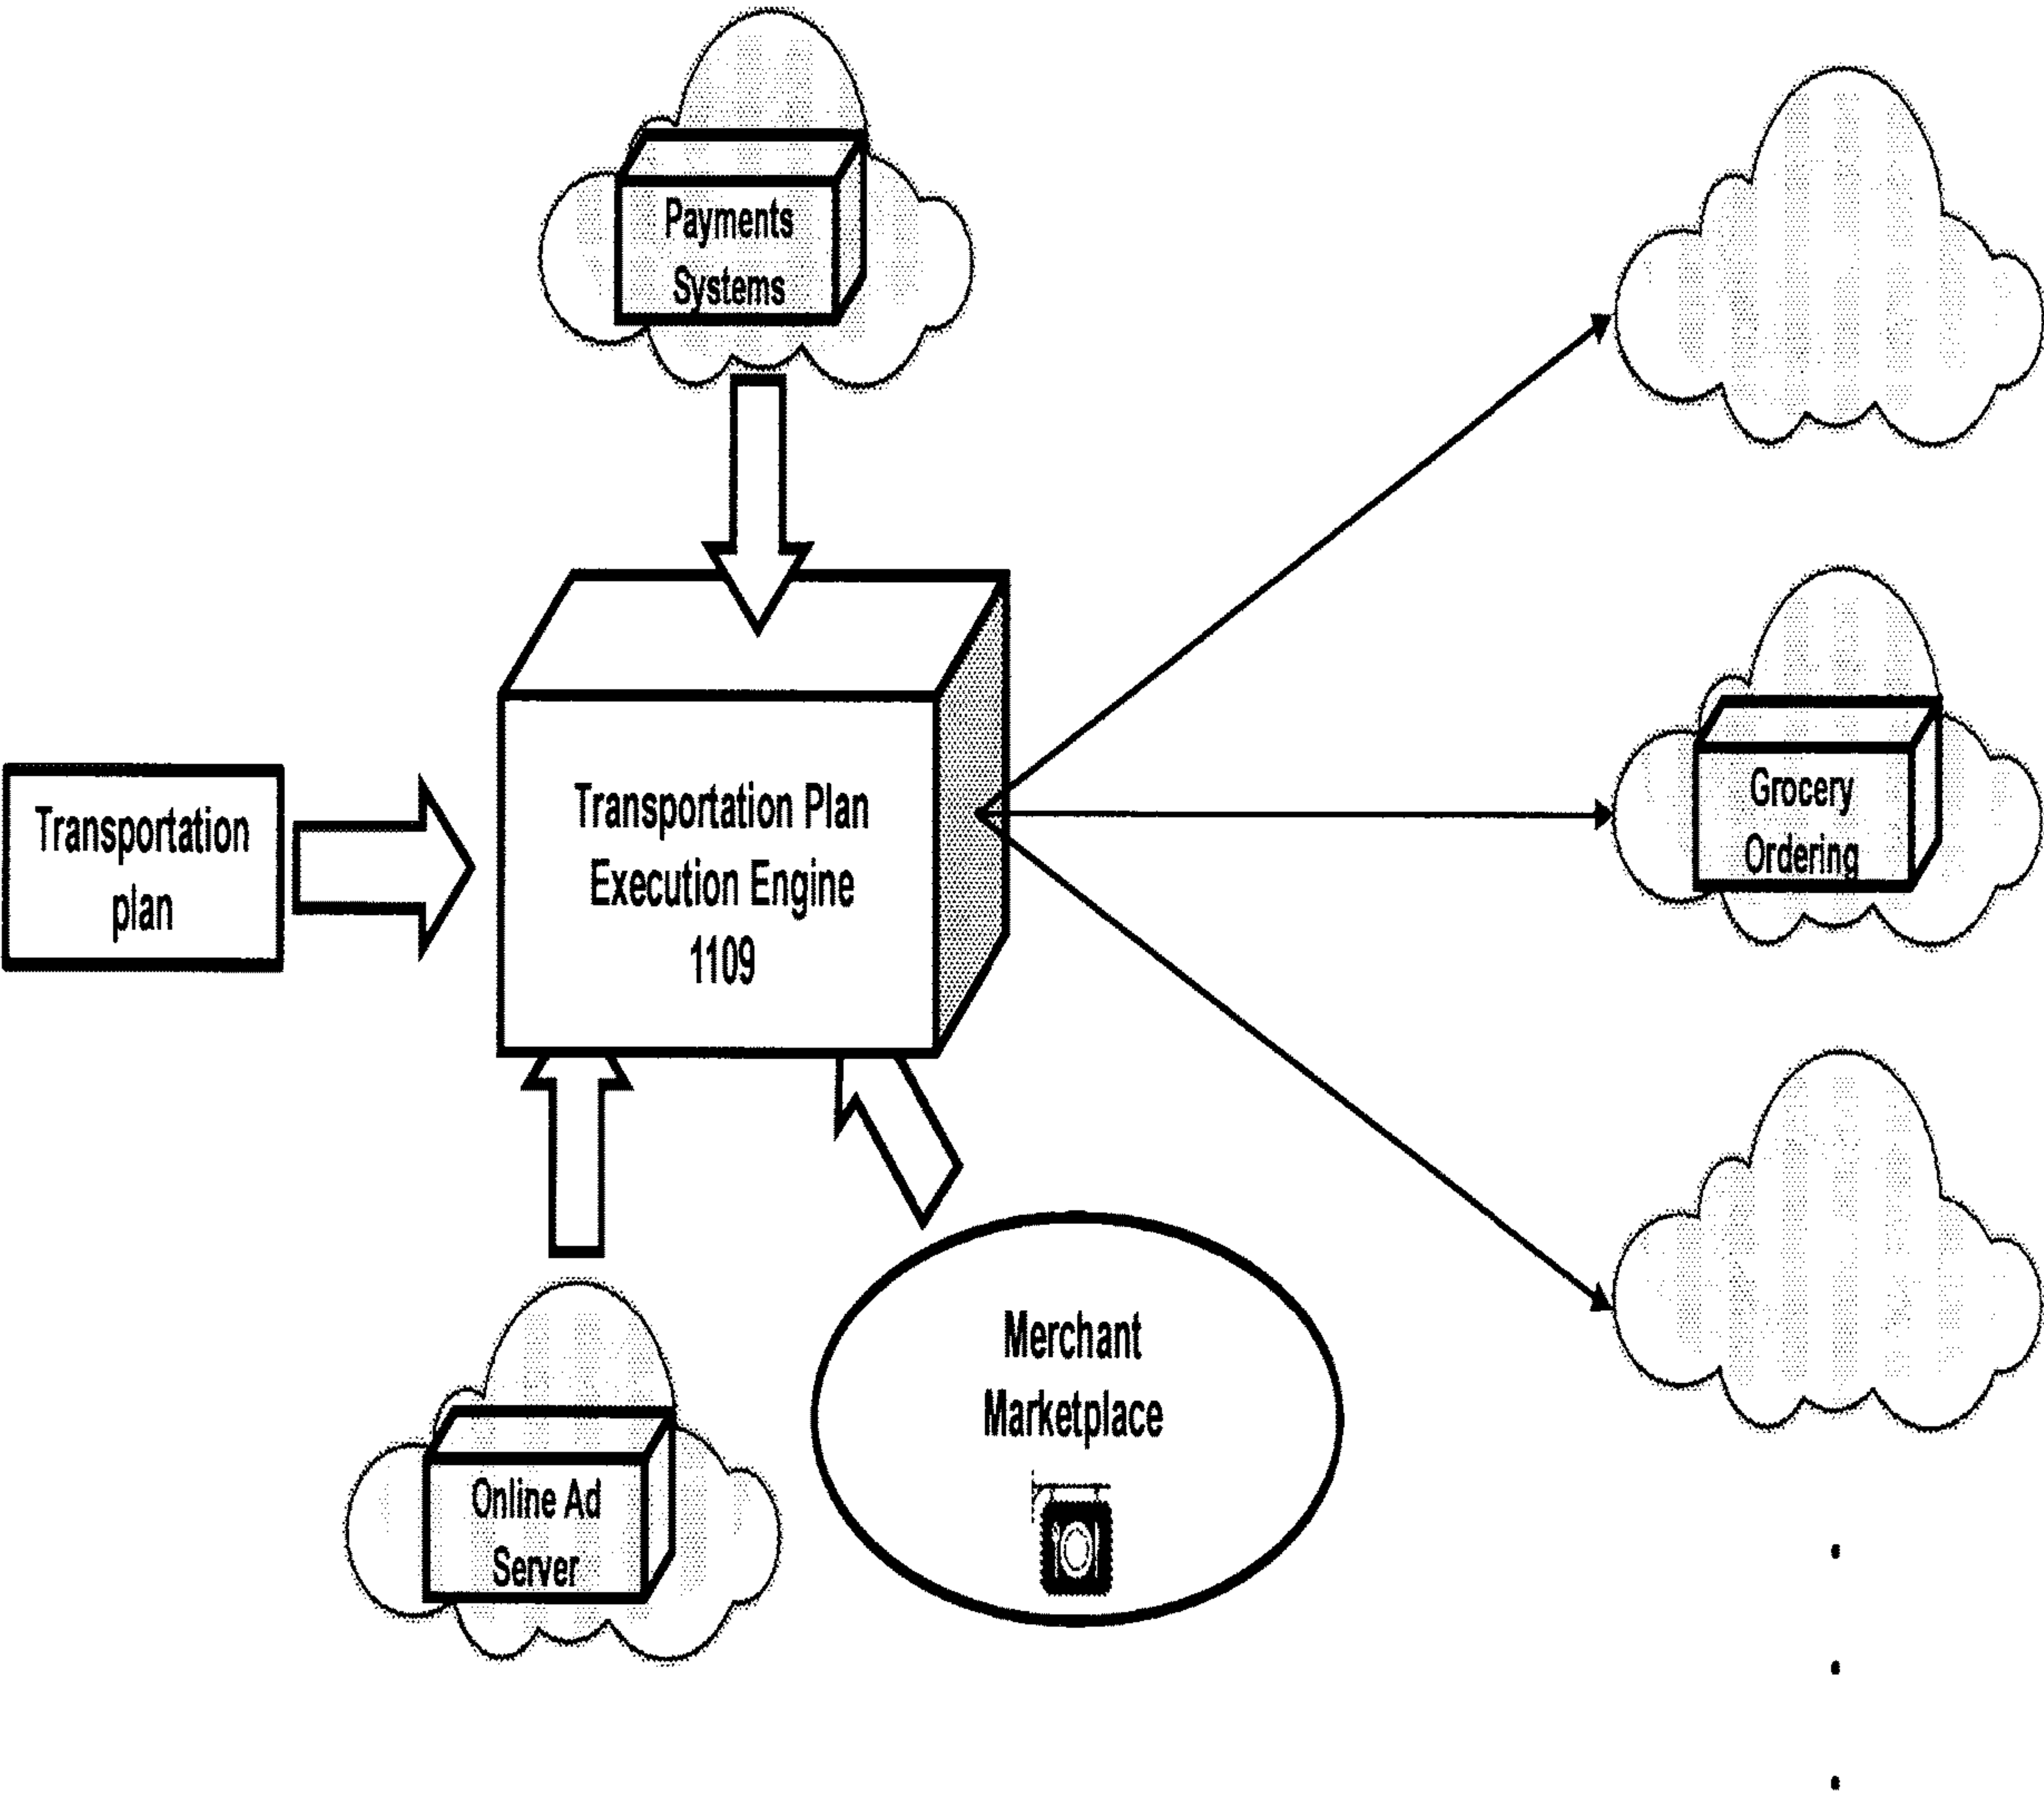 Payments
Systems
Transportation
plan
Transportation Plan
Execution Engine
1109
Grocery
Ordering
Merchant
Marketplace
Online Ad
Server